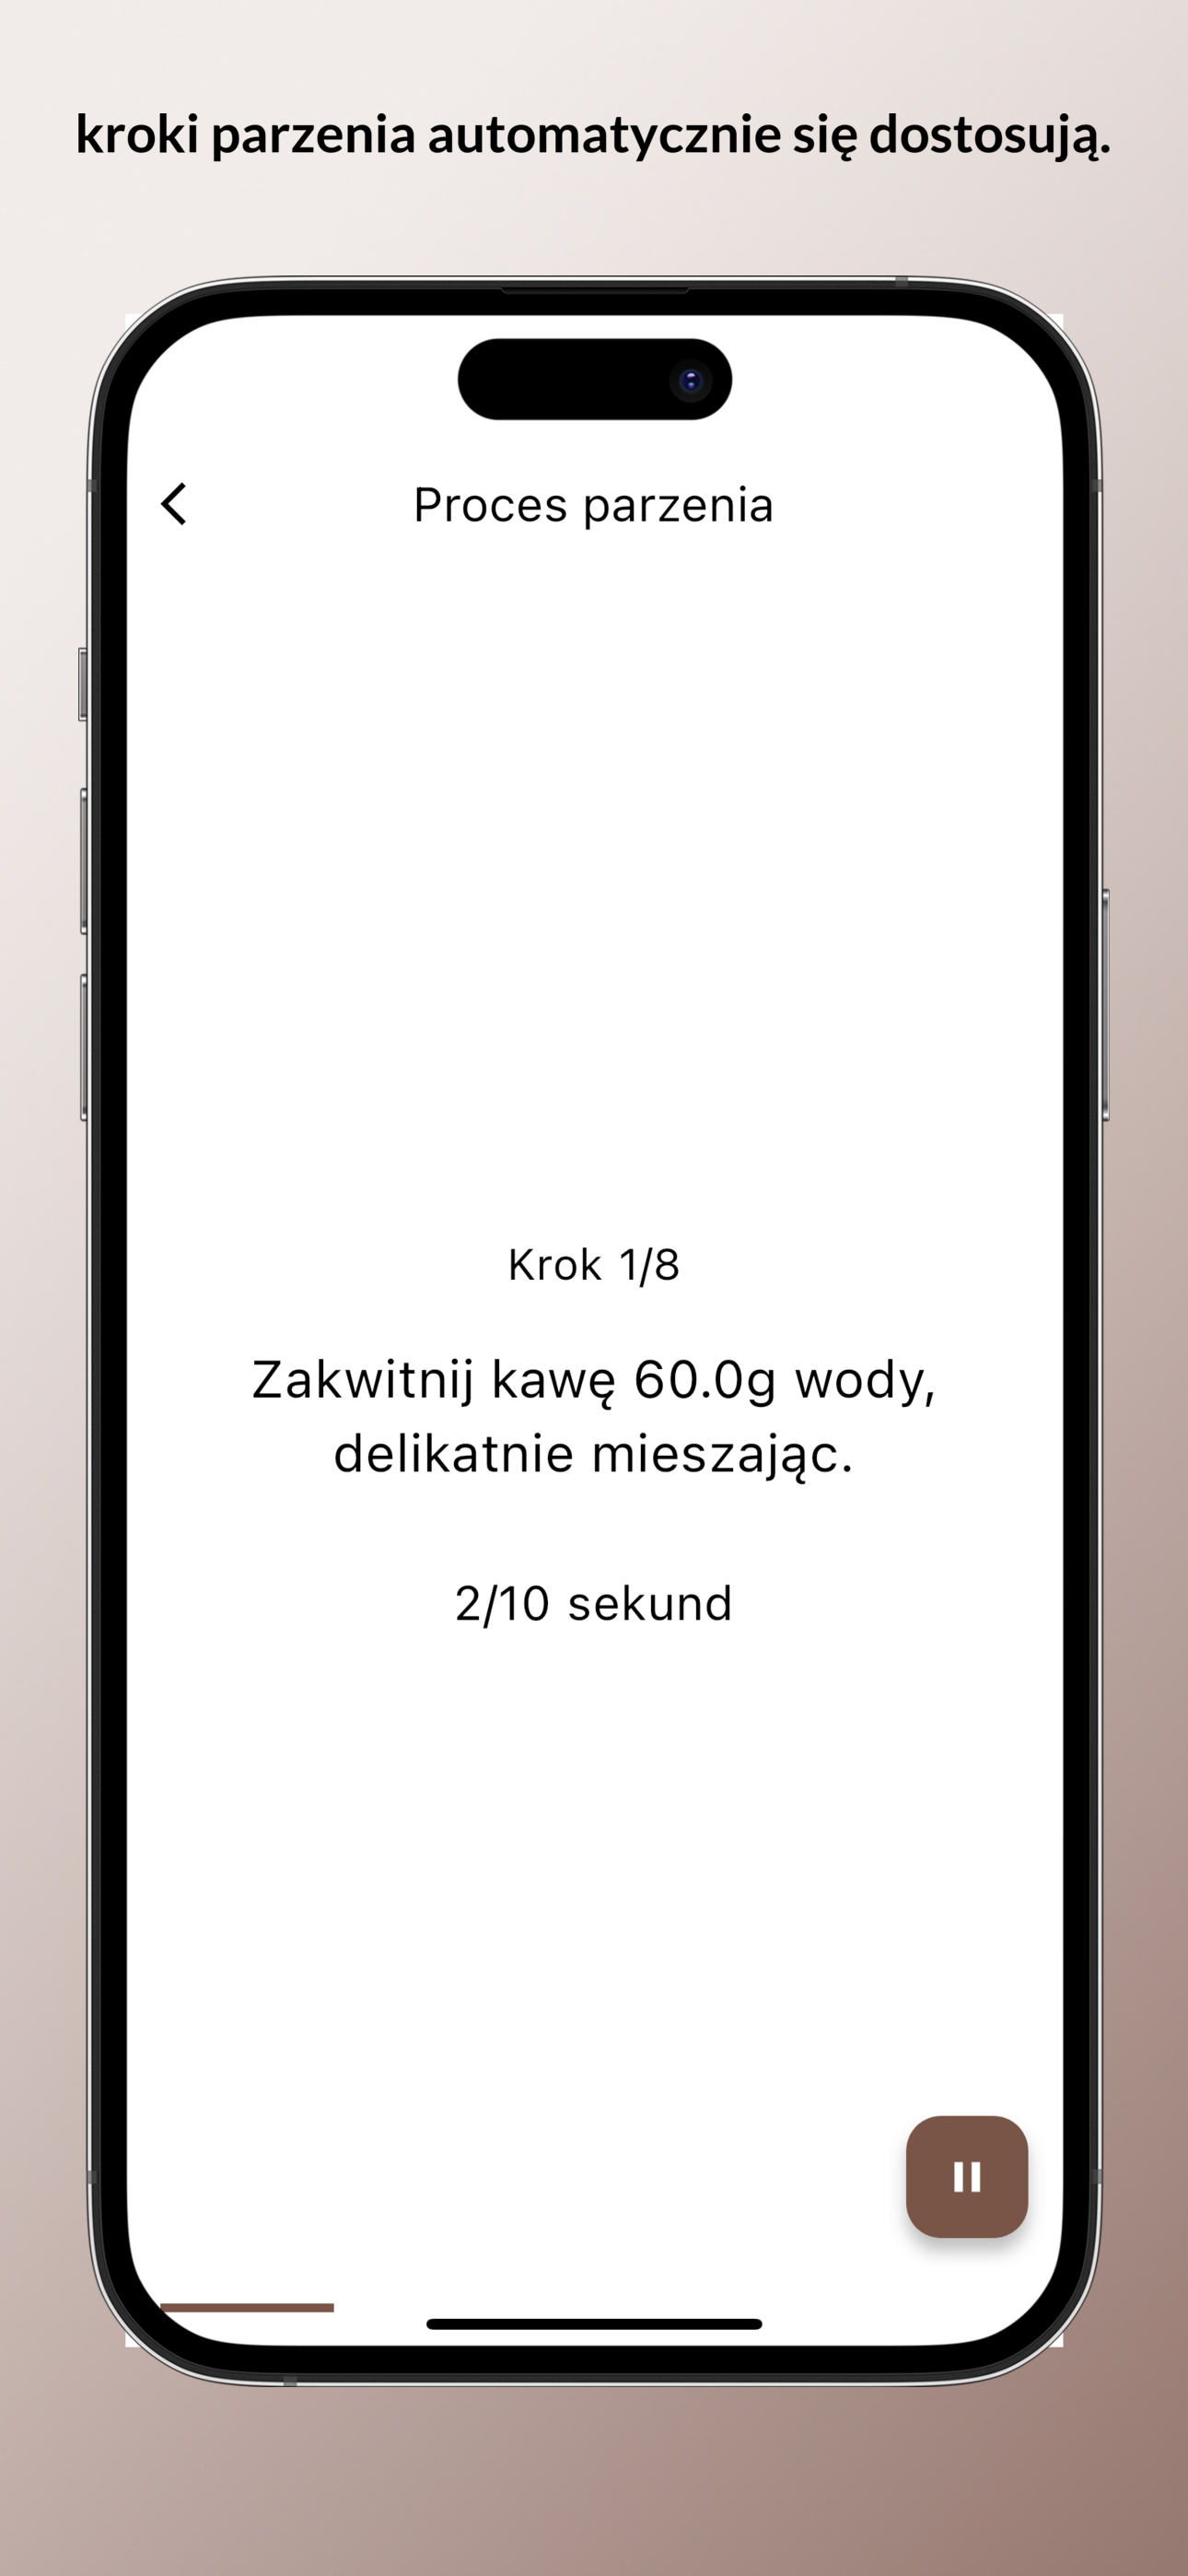 kroki parzenia automatycznie się dostosują.
Proces parzenia
Krok 1/8
Zakwitnij kawę 60.0g wody,
delikatnie mieszając.
2/10 sekund